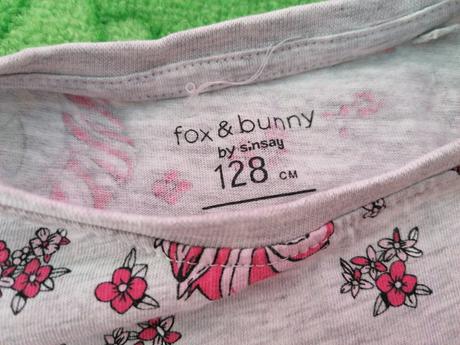 fox & bunny
by sinsay
128 CM